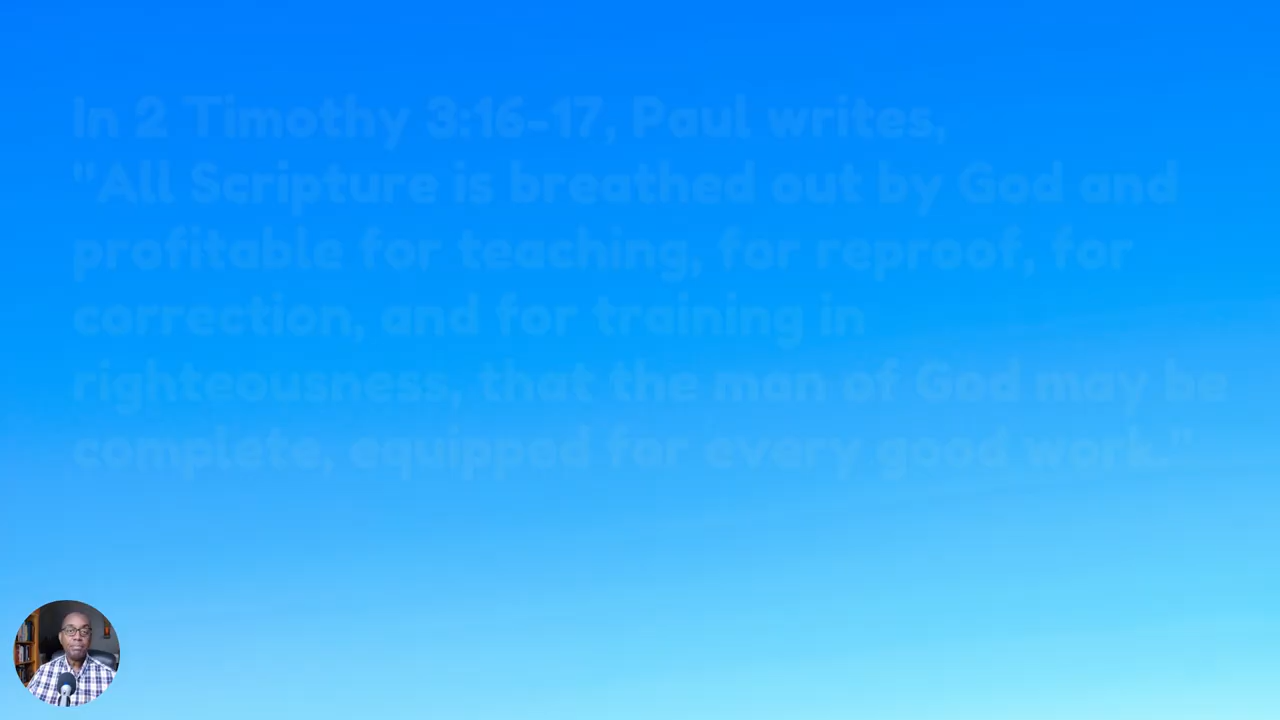 In 2 Timothy 3:16-17, Paul writes,
"All Scripture is breathed out by God and
profitable for teaching, for reproof, for
correction, and for training in
righteousness, that the man of God may be
complete, equipped for every good work."